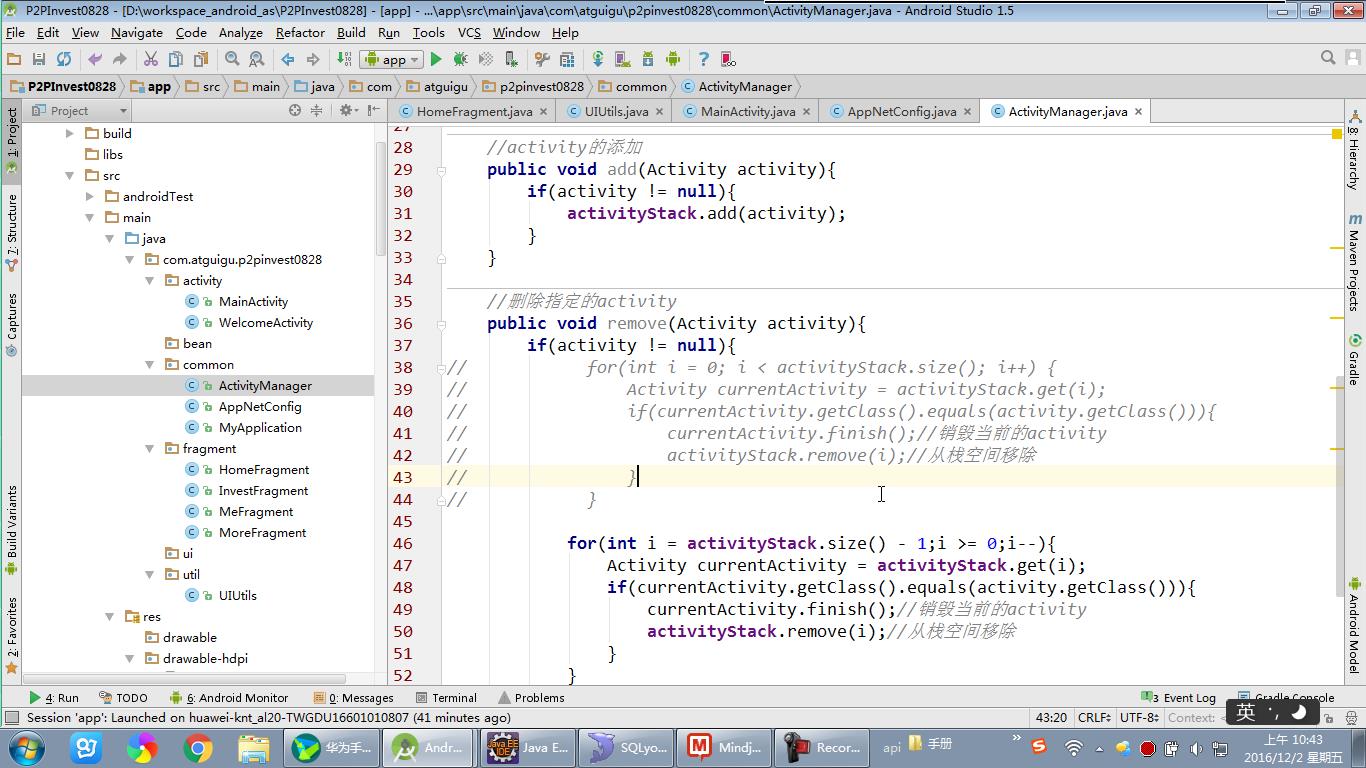 P2PInvest0828 - [D:\workspace_android_as\P2PInvest0828] - [app] - ...\app\src\main\java\com\atguigu\p2pinvest0828\common\ActivityManager.java - Android Studio 1.5
File Edit View Navigate Code Analyze Refactor Build Run Tools VCS Window Help
app
P2PInvest0828 app src main java com atguigu p2pinvest0828 common ActivityManager
Project
HomeFragment.java UIUtils.java MainActivity.java AppNetConfig.java ActivityManager.java
1: Project
7: Structure
Captures
Build Variants
2: Favorites
build
libs
src
androidTest
main
java
com.atguigu.p2pinvest0828
activity
MainActivity
WelcomeActivity
bean
common
ActivityManager
AppNetConfig
MyApplication
fragment
HomeFragment
InvestFragment
MeFragment
MoreFragment
ui
util
UIUtils
res
drawable
drawable-hdpi
27
28 //activity的添加
29 public void add(Activity activity){
30 if(activity != null){
31 activityStack.add(activity);
32 }
33 }
34
35 //删除指定的activity
36 public void remove(Activity activity){
37 if(activity != null){
38 // for(int i = 0; i < activityStack.size(); i++) {
39 // Activity currentActivity = activityStack.get(i);
40 // if(currentActivity.getClass().equals(activity.getClass())){
41 // currentActivity.finish();//销毁当前的activity
42 // activityStack.remove(i);//从栈空间移除
43 // }
44 // }
45
46 for(int i = activityStack.size() - 1;i >= 0;i--){
47 Activity currentActivity = activityStack.get(i);
48 if(currentActivity.getClass().equals(activity.getClass())){
49 currentActivity.finish();//销毁当前的activity
50 activityStack.remove(i);//从栈空间移除
51 }
52 }
8: Hierarchy
Maven Projects
Gradle
Android Model
4: Run TODO 6: Android Monitor 0: Messages Terminal Problems 3 Event Log Gradle Console
Session 'app': Launched on huawei-knt_al20-TWGDU16601010807 (41 minutes ago) 43:20 CRLF UTF-8 Context:
英
华为手... Andr... Java E... SQLyo... Mindj... Recor... api 手册
上午 10:43
2016/12/2 星期五